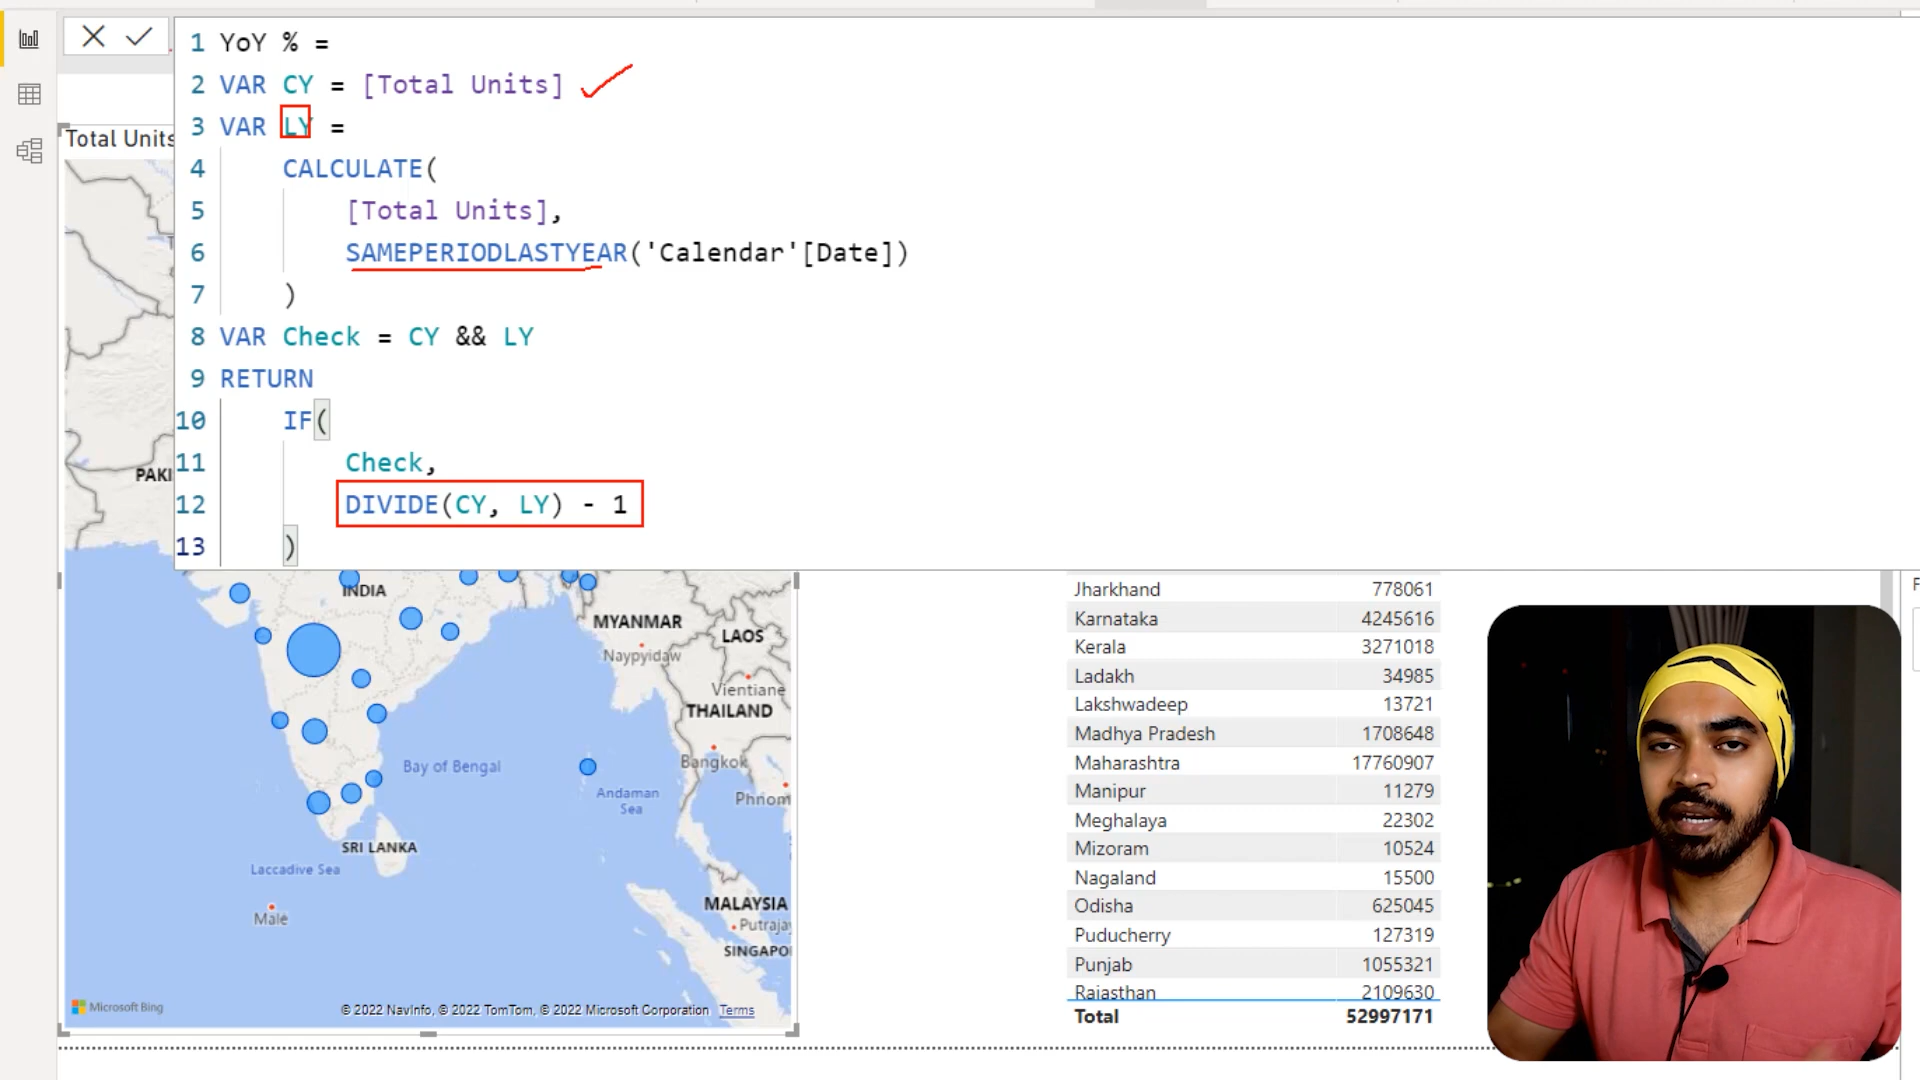 1 YoY % =
2 VAR CY = [Total Units]
3 VAR LY =
4 CALCULATE(
5 [Total Units],
6 SAMEPERIODLASTYEAR('Calendar'[Date])
7 )
8 VAR Check = CY && LY
9 RETURN
10 IF(
11 Check,
12 DIVIDE(CY, LY) - 1
13 )
Total Units
PAKI
INDIA
MYANMAR
LAOS
Naypyidaw
Vientiane
THAILAND
Bangkok
Bay of Bengal
Andaman
Sea
Phnom
SRI LANKA
Laccadive Sea
Male
MALAYSIA
Putrajay
SINGAPO
Microsoft Bing
© 2022 NavInfo, © 2022 TomTom, © 2022 Microsoft Corporation Terms
Jharkhand 778061
Karnataka 4245616
Kerala 3271018
Ladakh 34985
Lakshwadeep 13721
Madhya Pradesh 1708648
Maharashtra 17760907
Manipur 11279
Meghalaya 22302
Mizoram 10524
Nagaland 15500
Odisha 625045
Puducherry 127319
Punjab 1055321
Rajasthan 2109630
Total 52997171
F